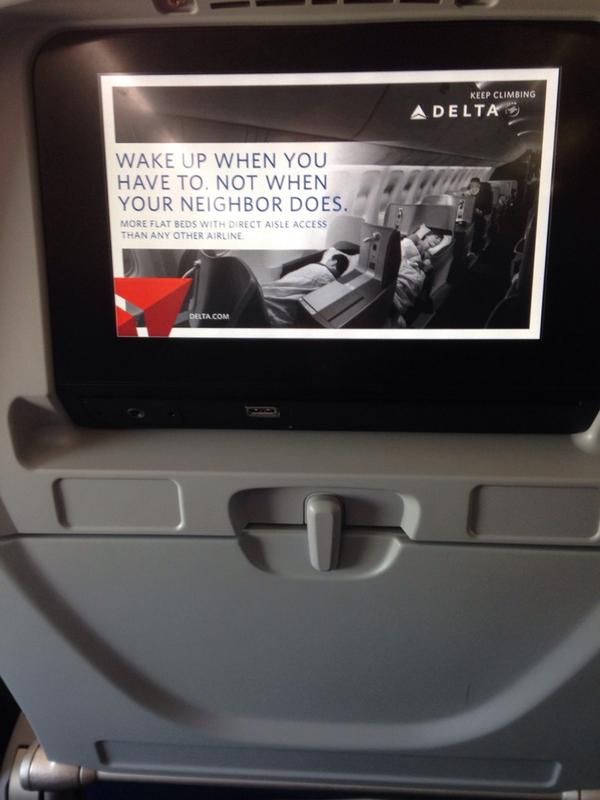 KEEP CLIMBING
DELTA
WAKE UP WHEN YOU
HAVE TO. NOT WHEN
YOUR NEIGHBOR DOES.
MORE FLAT BEDS WITH DIRECT AISLE ACCESS
THAN ANY OTHER AIRLINE.
DELTA.COM